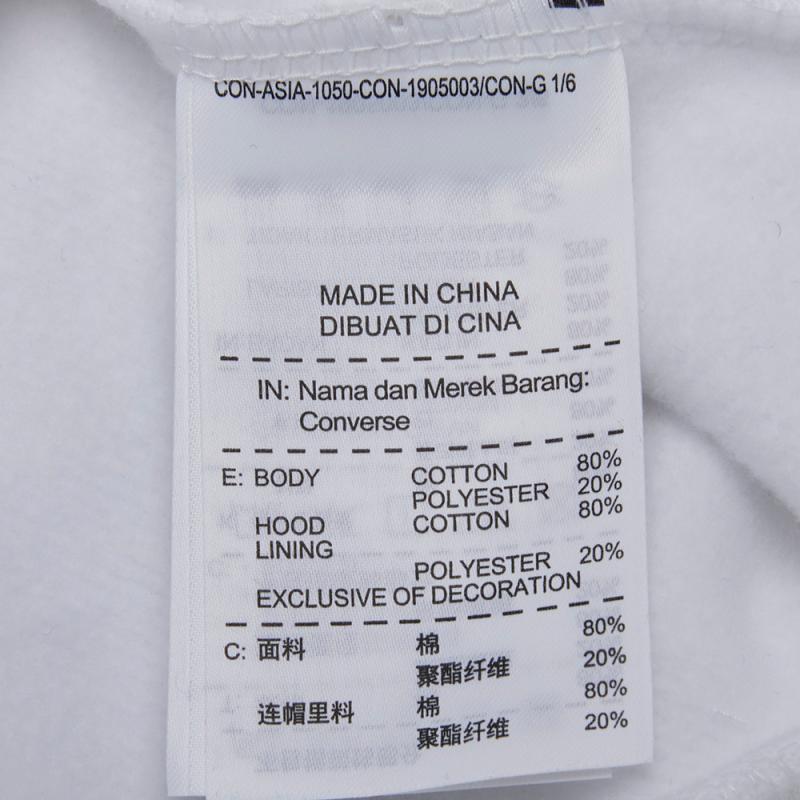 CON-ASIA-1050-CON-1905003/CON-G 1/6
MADE IN CHINA
DIBUAT DI CINA
IN: Nama dan Merek Barang:
Converse
E: BODY COTTON 80%
POLYESTER 20%
HOOD COTTON 80%
LINING
POLYESTER 20%
EXCLUSIVE OF DECORATION
C: 面料 棉 80%
聚酯纤维 20%
连帽里料 棉 80%
聚酯纤维 20%